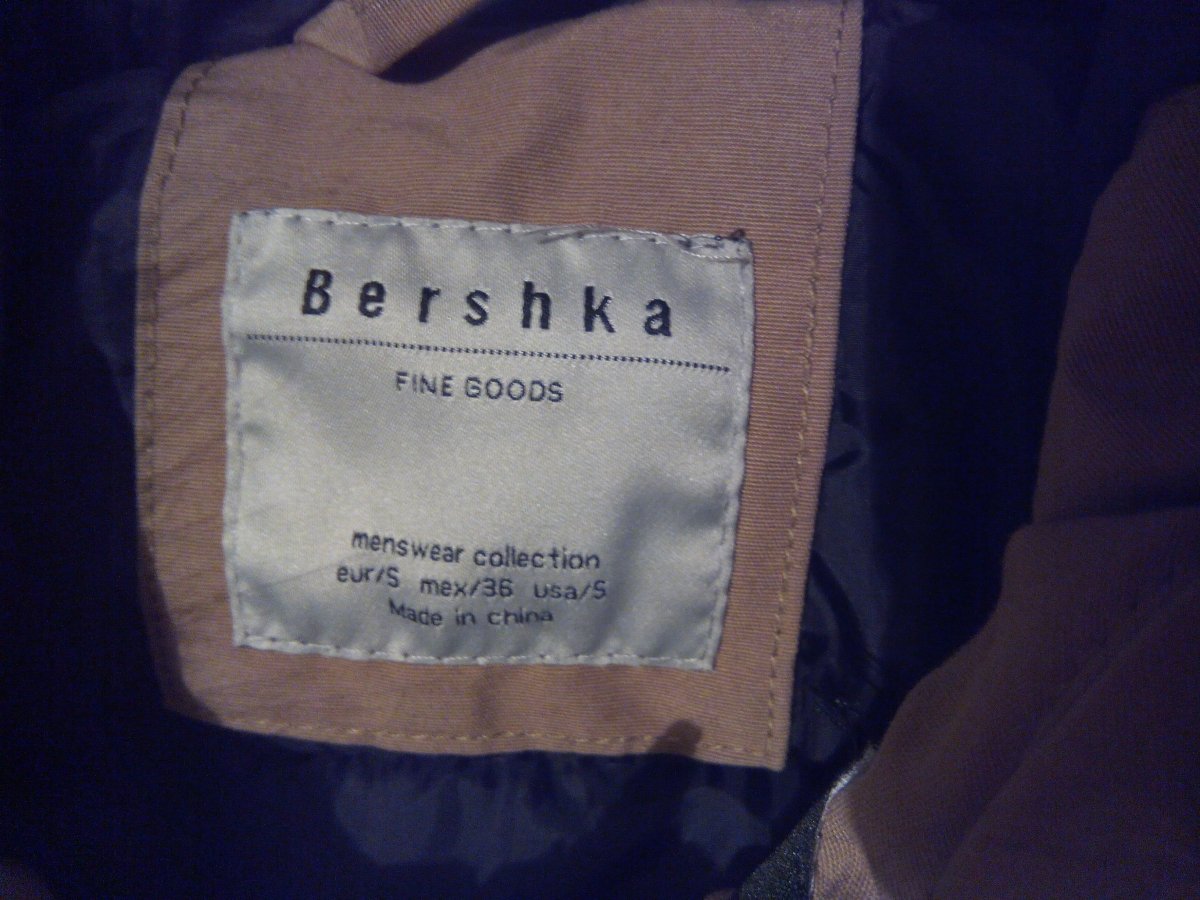 Bershka
FINE GOODS
menswear collection
eur/S mex/36 usa/S
Made in china